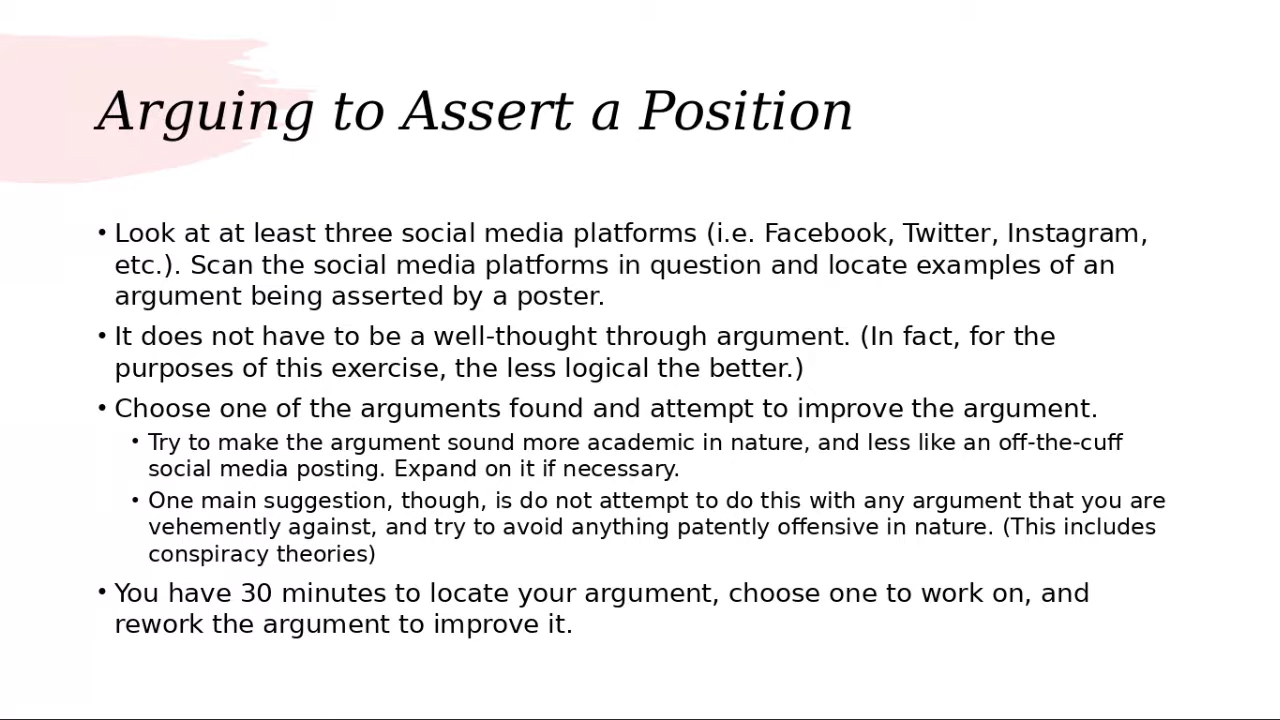 Arguing to Assert a Position
• Look at at least three social media platforms (i.e. Facebook, Twitter, Instagram,
etc.). Scan the social media platforms in question and locate examples of an
argument being asserted by a poster.
• It does not have to be a well-thought through argument. (In fact, for the
purposes of this exercise, the less logical the better.)
• Choose one of the arguments found and attempt to improve the argument.
• Try to make the argument sound more academic in nature, and less like an off-the-cuff
social media posting. Expand on it if necessary.
• One main suggestion, though, is do not attempt to do this with any argument that you are
vehemently against, and try to avoid anything patently offensive in nature. (This includes
conspiracy theories)
• You have 30 minutes to locate your argument, choose one to work on, and
rework the argument to improve it.